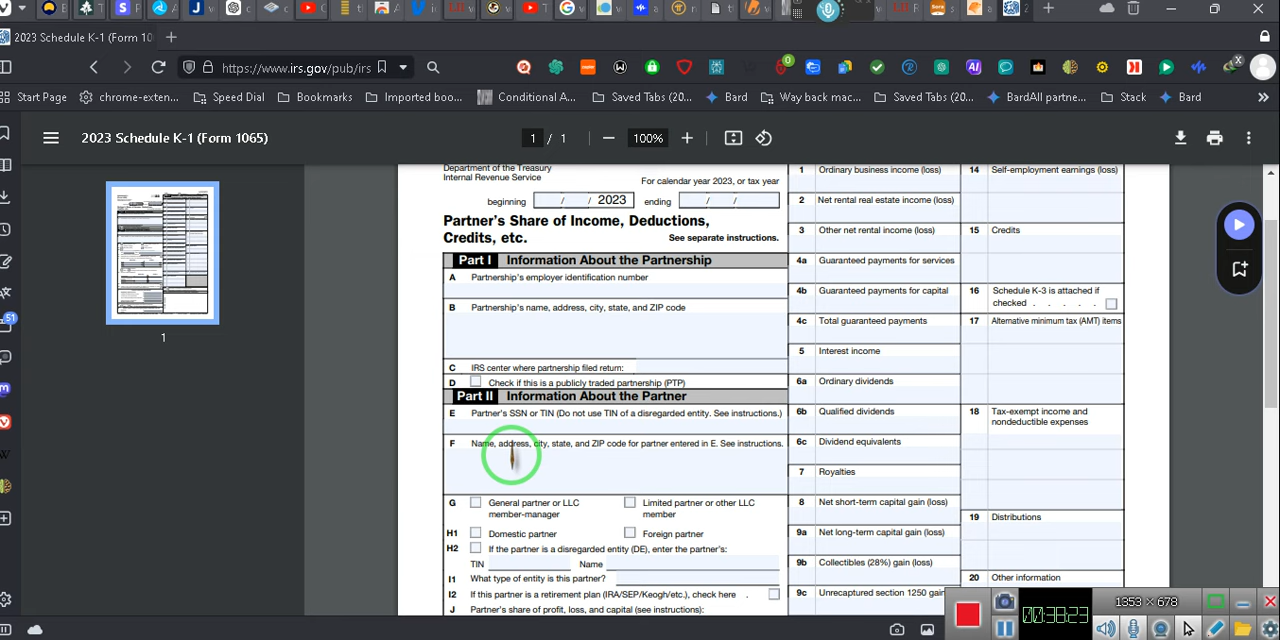 2023 Schedule K-1 (Form 10
https://www.irs.gov/pub/irs
Start Page
chrome-exten...
Speed Dial
Bookmarks
Imported boo...
Conditional A...
Saved Tabs (20...
Bard
Way back mac...
Saved Tabs (20...
BardAll partne...
Stack
Bard
2023 Schedule K-1 (Form 1065)
1 / 1
100%
1
51
Department of the Treasury
Internal Revenue Service
For calendar year 2023, or tax year
beginning / / 2023 ending / /
Partner's Share of Income, Deductions,
Credits, etc.
See separate instructions.
Part I Information About the Partnership
A Partnership's employer identification number
B Partnership's name, address, city, state, and ZIP code
C IRS center where partnership filed return:
D Check if this is a publicly traded partnership (PTP)
Part II Information About the Partner
E Partner's SSN or TIN (Do not use TIN of a disregarded entity. See instructions.)
F Name, address, city, state, and ZIP code for partner entered in E. See instructions.
G General partner or LLC
member-manager
Limited partner or other LLC
member
H1 Domestic partner
Foreign partner
H2 If the partner is a disregarded entity (DE), enter the partner's:
TIN Name
I1 What type of entity is this partner?
I2 If this partner is a retirement plan (IRA/SEP/Keogh/etc.), check here .
J Partner's share of profit, loss, and capital (see instructions):
1 Ordinary business income (loss)
2 Net rental real estate income (loss)
3 Other net rental income (loss)
4a Guaranteed payments for services
4b Guaranteed payments for capital
4c Total guaranteed payments
5 Interest income
6a Ordinary dividends
6b Qualified dividends
6c Dividend equivalents
7 Royalties
8 Net short-term capital gain (loss)
9a Net long-term capital gain (loss)
9b Collectibles (28%) gain (loss)
9c Unrecaptured section 1250 gain
14 Self-employment earnings (loss)
15 Credits
16 Schedule K-3 is attached if
checked . . . . .
17 Alternative minimum tax (AMT) items
18 Tax-exempt income and
nondeductible expenses
19 Distributions
20 Other information
1353 x 678
00:38:23